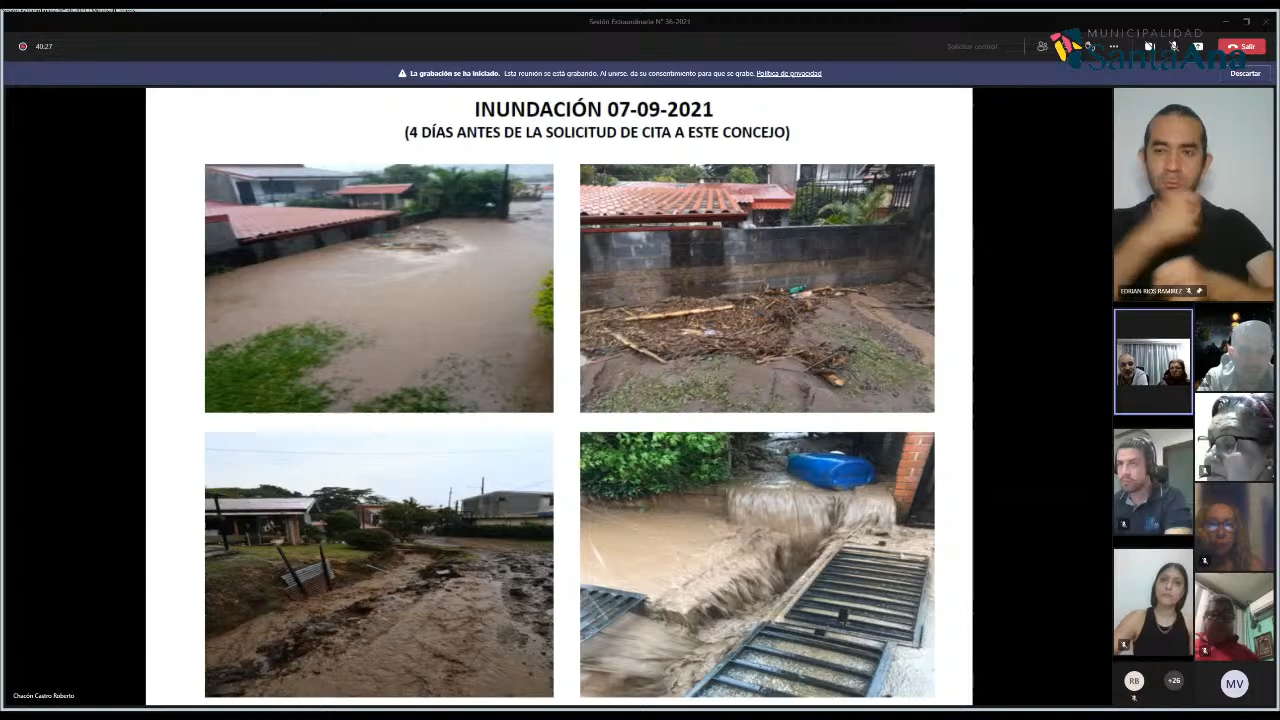 Sesión Extraordinaria N° 36-2021
40:27
Solicitar control
Salir
MUNICIPALIDAD
Santa Ana
La grabación se ha iniciado. Esta reunión se está grabando. Al unirse, da su consentimiento para que se grabe. Política de privacidad
Descartar
INUNDACIÓN 07-09-2021
(4 DÍAS ANTES DE LA SOLICITUD DE CITA A ESTE CONCEJO)
EDRIAN RIOS RAMIREZ
RB
+26
MV
Chacón Castro Roberto